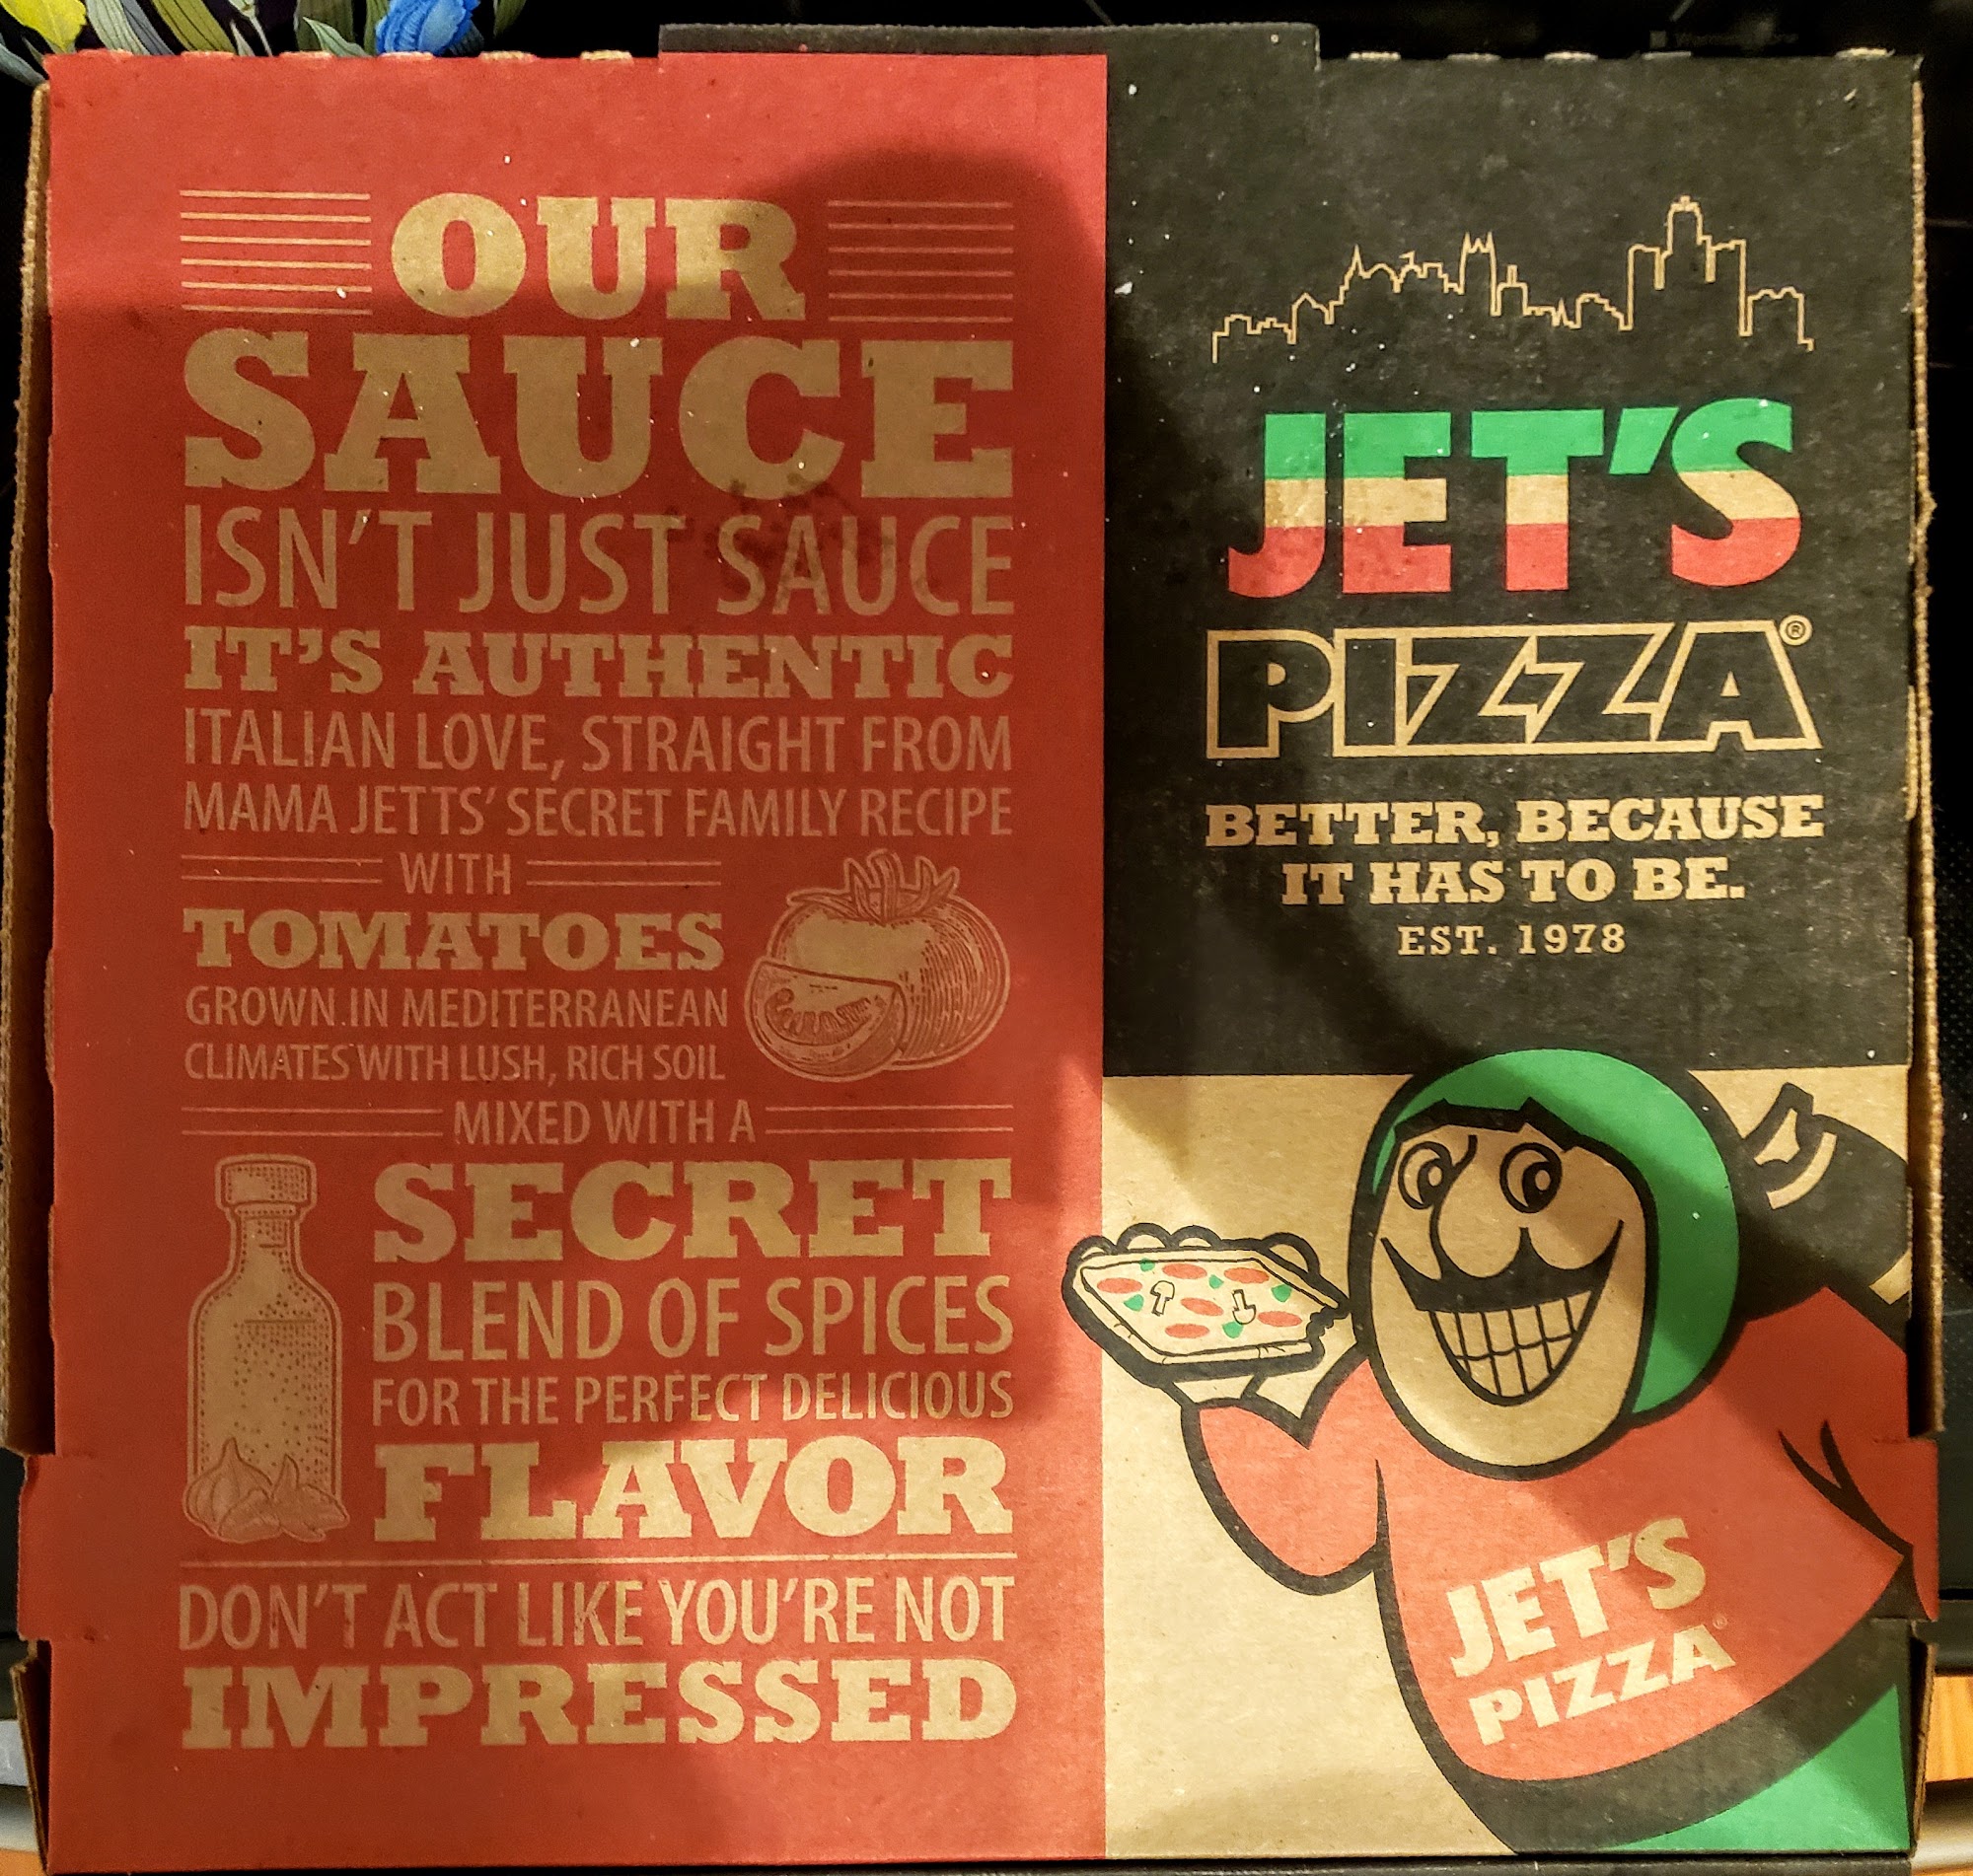 OUR
SAUCE
ISN'T JUST SAUCE
IT'S AUTHENTIC
ITALIAN LOVE, STRAIGHT FROM
MAMA JETTS' SECRET FAMILY RECIPE
WITH
TOMATOES
GROWN IN MEDITERRANEAN
CLIMATES WITH LUSH, RICH SOIL
MIXED WITH A
SECRET
BLEND OF SPICES
FOR THE PERFECT DELICIOUS
FLAVOR
DON'T ACT LIKE YOU'RE NOT
IMPRESSED
JET'S
PIZZA®
BETTER, BECAUSE
IT HAS TO BE.
EST. 1978
JET'S
PIZZA®